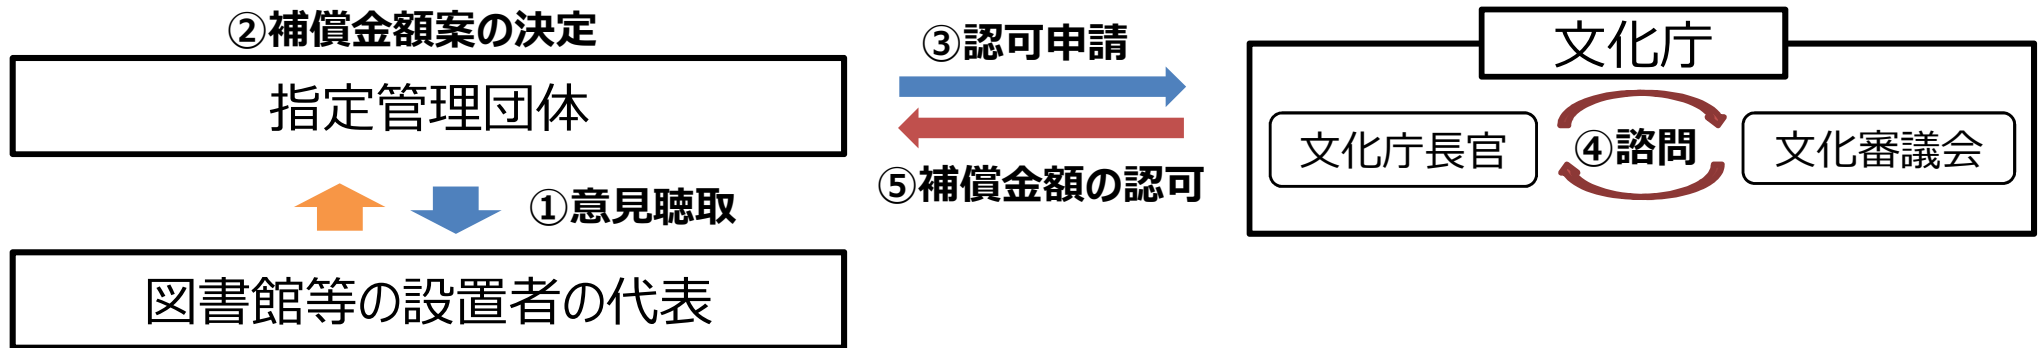 ②補償金額案の決定
指定管理団体
①意見聴取
図書館等の設置者の代表
③認可申請
⑤補償金額の認可
文化庁
文化庁長官
④諮問
文化審議会